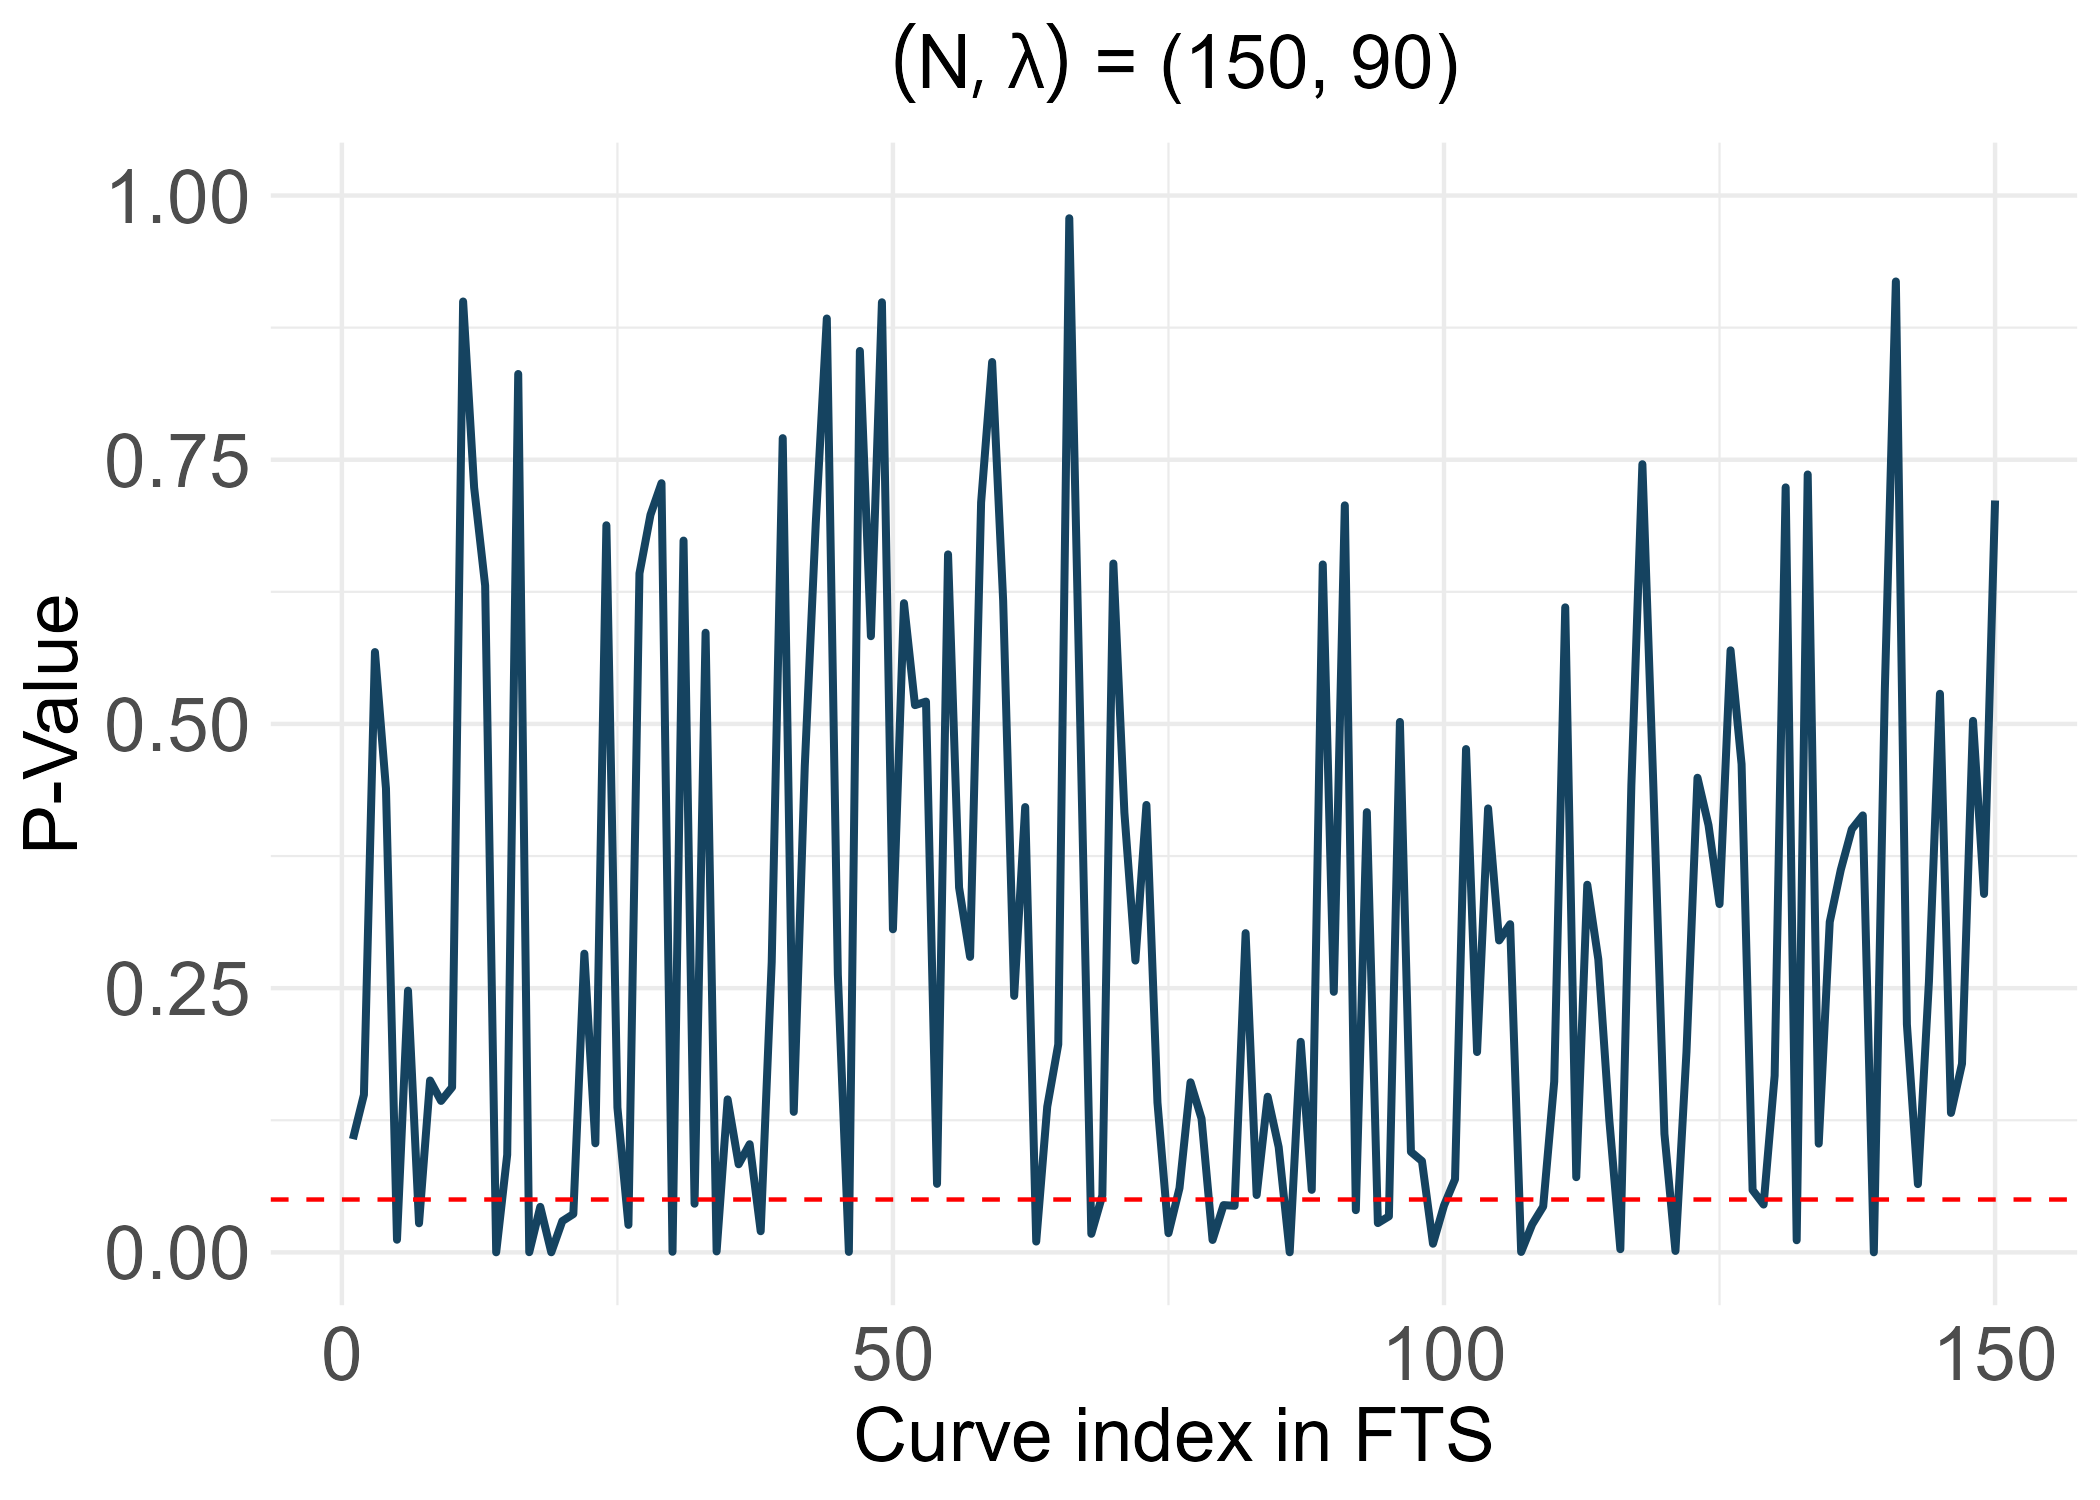 (N, λ) = (150, 90)
1.00
0.75
0.50
0.25
0.00
P-Value
0 50 100 150
Curve index in FTS